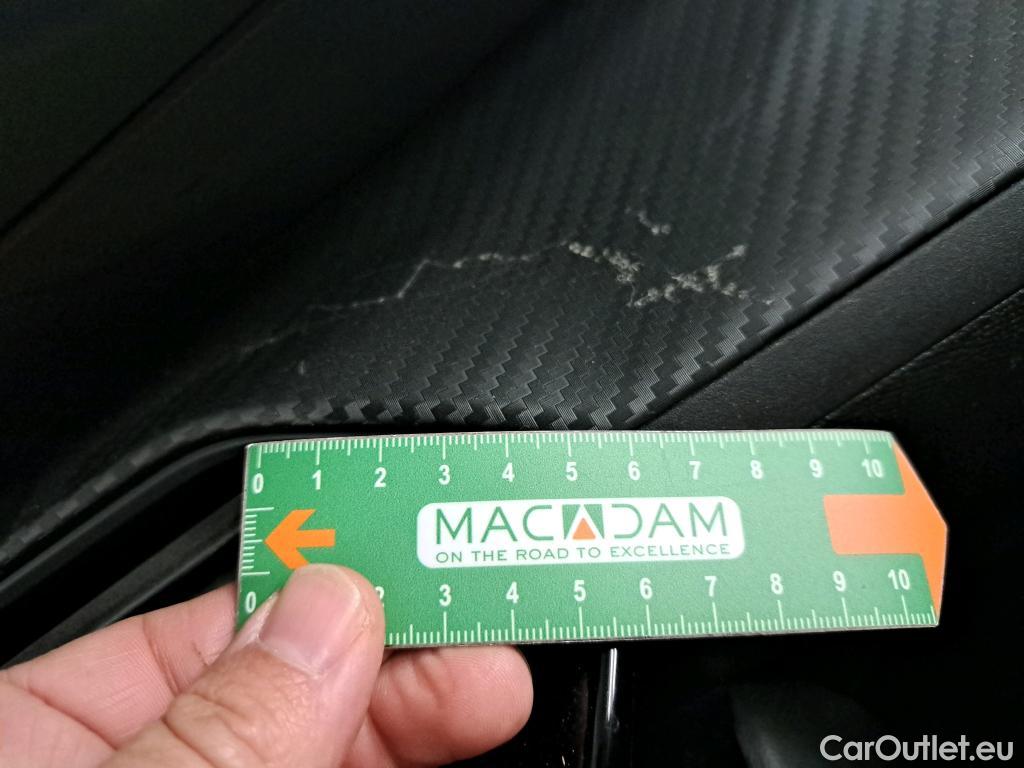 0 1 2 3 4 5 6 7 8 9 10
MACADAM
ON THE ROAD TO EXCELLENCE
0 2 3 4 5 6 7 8 9 10
CarOutlet.eu